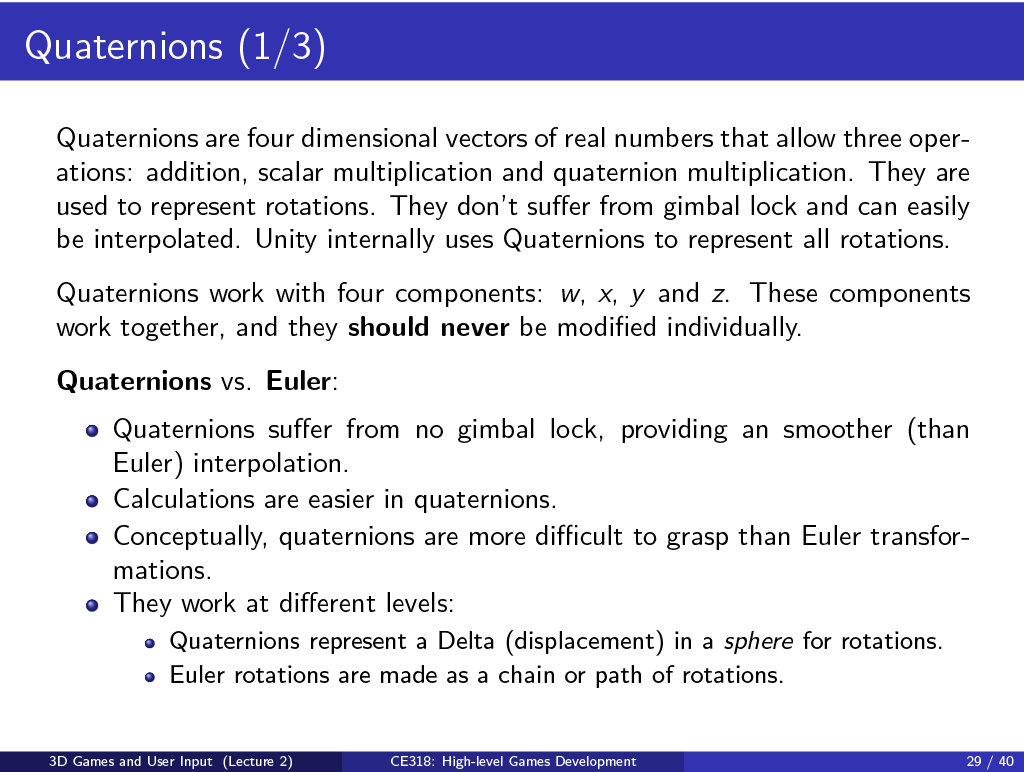 Quaternions (1/3)
Quaternions are four dimensional vectors of real numbers that allow three oper-
ations: addition, scalar multiplication and quaternion multiplication. They are
used to represent rotations. They don't suffer from gimbal lock and can easily
be interpolated. Unity internally uses Quaternions to represent all rotations.
Quaternions work with four components: w, x, y and z. These components
work together, and they should never be modified individually.
Quaternions vs. Euler:
Quaternions suffer from no gimbal lock, providing an smoother (than
Euler) interpolation.
Calculations are easier in quaternions.
Conceptually, quaternions are more difficult to grasp than Euler transfor-
mations.
They work at different levels:
Quaternions represent a Delta (displacement) in a sphere for rotations.
Euler rotations are made as a chain or path of rotations.
3D Games and User Input (Lecture 2) CE318: High-level Games Development 29 / 40